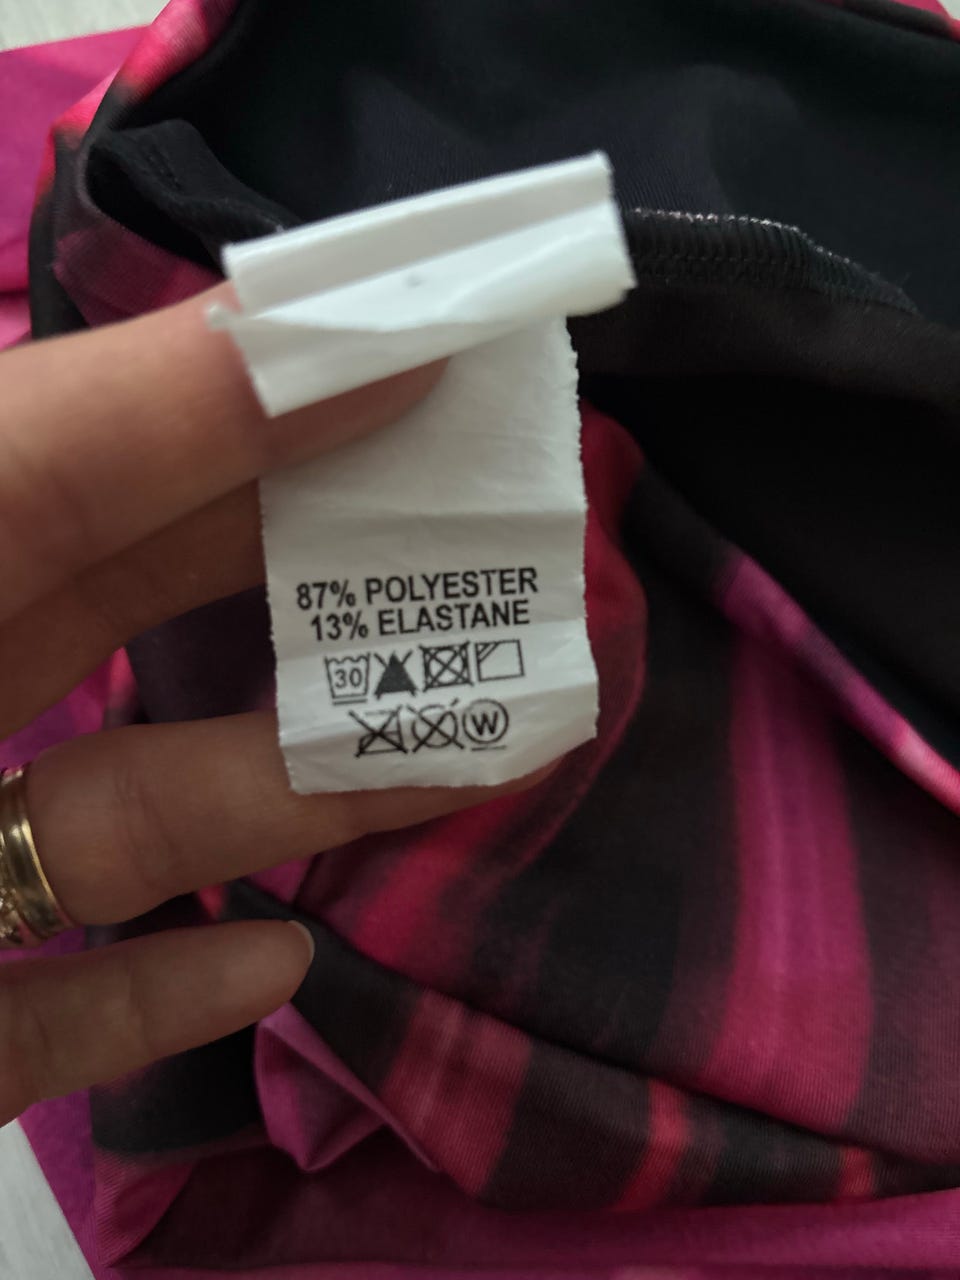 87% POLYESTER
13% ELASTANE
30
W